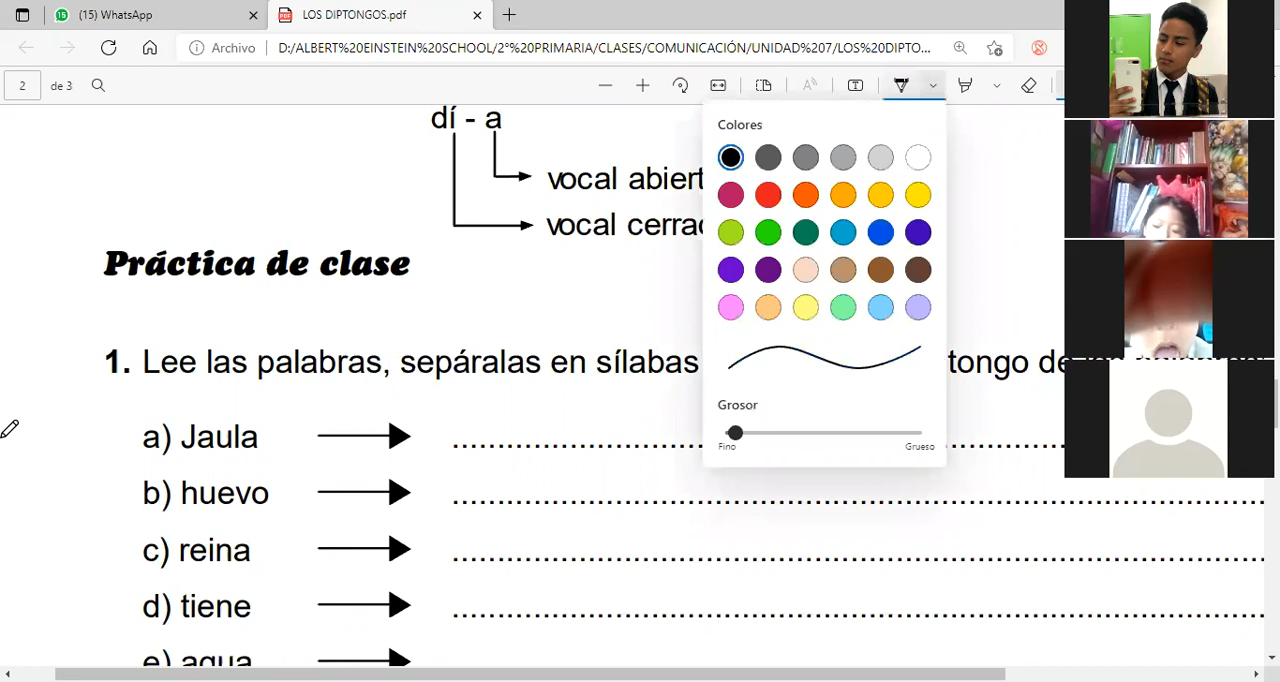 (15) WhatsApp
LOS DIPTONGOS.pdf
Archivo
D:/ALBERT%20EINSTEIN%20SCHOOL/2°%20PRIMARIA/CLASES/COMUNICACIÓN/UNIDAD%207/LOS%20DIPTO...
2 de 3
dí - a
Colores
vocal abiert
vocal cerrad
Práctica de clase
1. Lee las palabras, sepáralas en sílabas tongo de
Grosor
Fino Grueso
a) Jaula ..........
b) huevo ..........
c) reina ..........
d) tiene ..........
e) agua